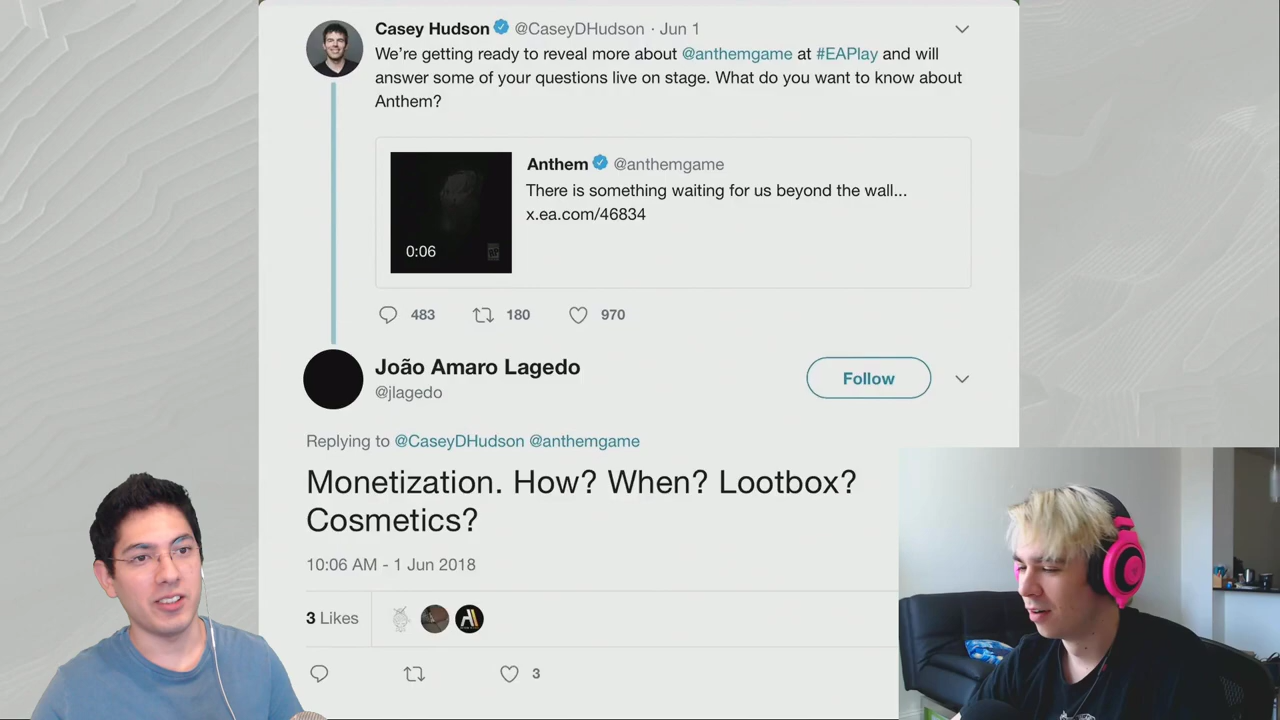 Casey Hudson @CaseyDHudson · Jun 1
We’re getting ready to reveal more about @anthemgame at #EAPlay and will
answer some of your questions live on stage. What do you want to know about
Anthem?
Anthem @anthemgame
There is something waiting for us beyond the wall...
x.ea.com/46834
0:06
483 180 970
João Amaro Lagedo
@jlagedo
Follow
Replying to @CaseyDHudson @anthemgame
Monetization. How? When? Lootbox?
Cosmetics?
10:06 AM - 1 Jun 2018
3 Likes
3